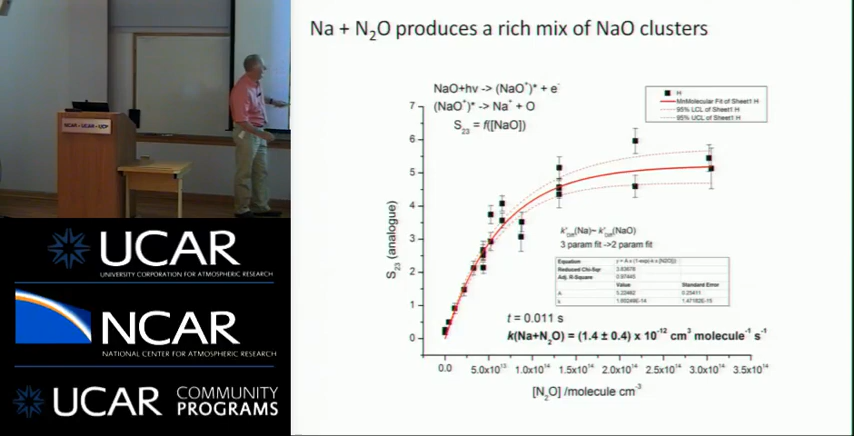 Na + N2O produces a rich mix of NaO clusters
NaO+hv -> (NaO+)* + e-
(NaO+)* -> Na+ + O
S23 = f([NaO])
H
MnMolecular Fit of Sheet1 H
95% LCL of Sheet1 H
95% UCL of Sheet1 H
7
6
5
4
3
2
1
0
S23 (analogue)
k'Diff(Na)~ k'Diff(NaO)
3 param fit ->2 param fit
Equation
Reduced Chi-Sqr
Adj. R-Square
Value Standard Error
A
k
t = 0.011 s
k(Na+N2O) = (1.4 ± 0.4) x 10-12 cm3 molecule-1 s-1
0.0 5.0x1013 1.0x1014 1.5x1014 2.0x1014 2.5x1014 3.0x1014 3.5x1014
[N2O] /molecule cm-3
NCAR • UCAR • UCP
UCAR
UNIVERSITY CORPORATION FOR ATMOSPHERIC RESEARCH
NCAR
NATIONAL CENTER FOR ATMOSPHERIC RESEARCH
UCAR COMMUNITY
PROGRAMS